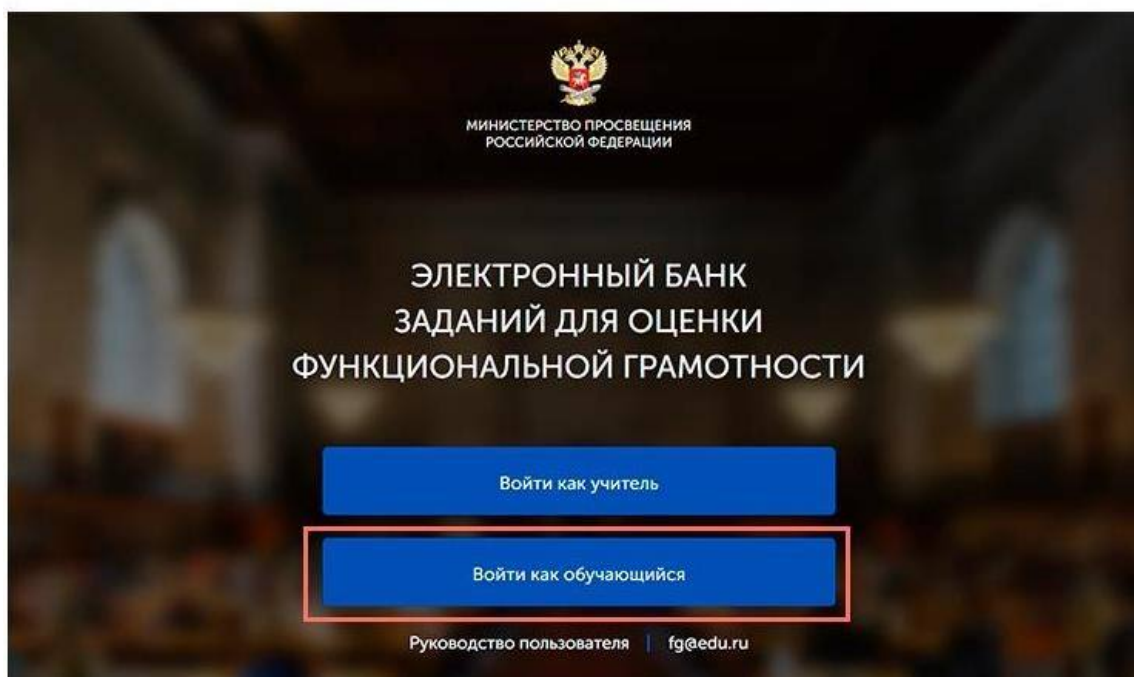 МИНИСТЕРСТВО ПРОСВЕЩЕНИЯ
РОССИЙСКОЙ ФЕДЕРАЦИИ
ЭЛЕКТРОННЫЙ БАНК
ЗАДАНИЙ ДЛЯ ОЦЕНКИ
ФУНКЦИОНАЛЬНОЙ ГРАМОТНОСТИ
Войти как учитель
Войти как обучающийся
Руководство пользователя | fg@edu.ru